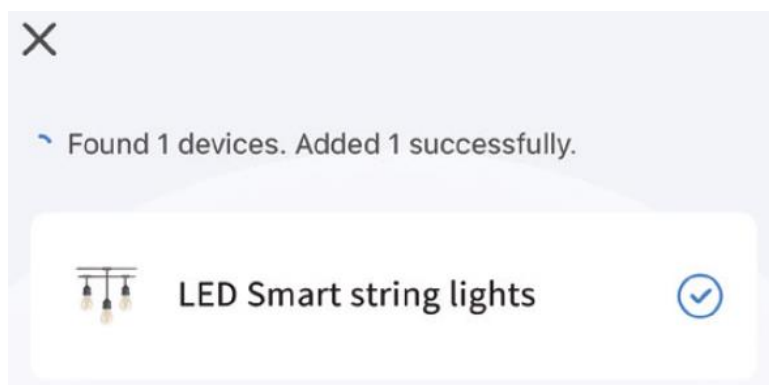 Found 1 devices. Added 1 successfully.
LED Smart string lights